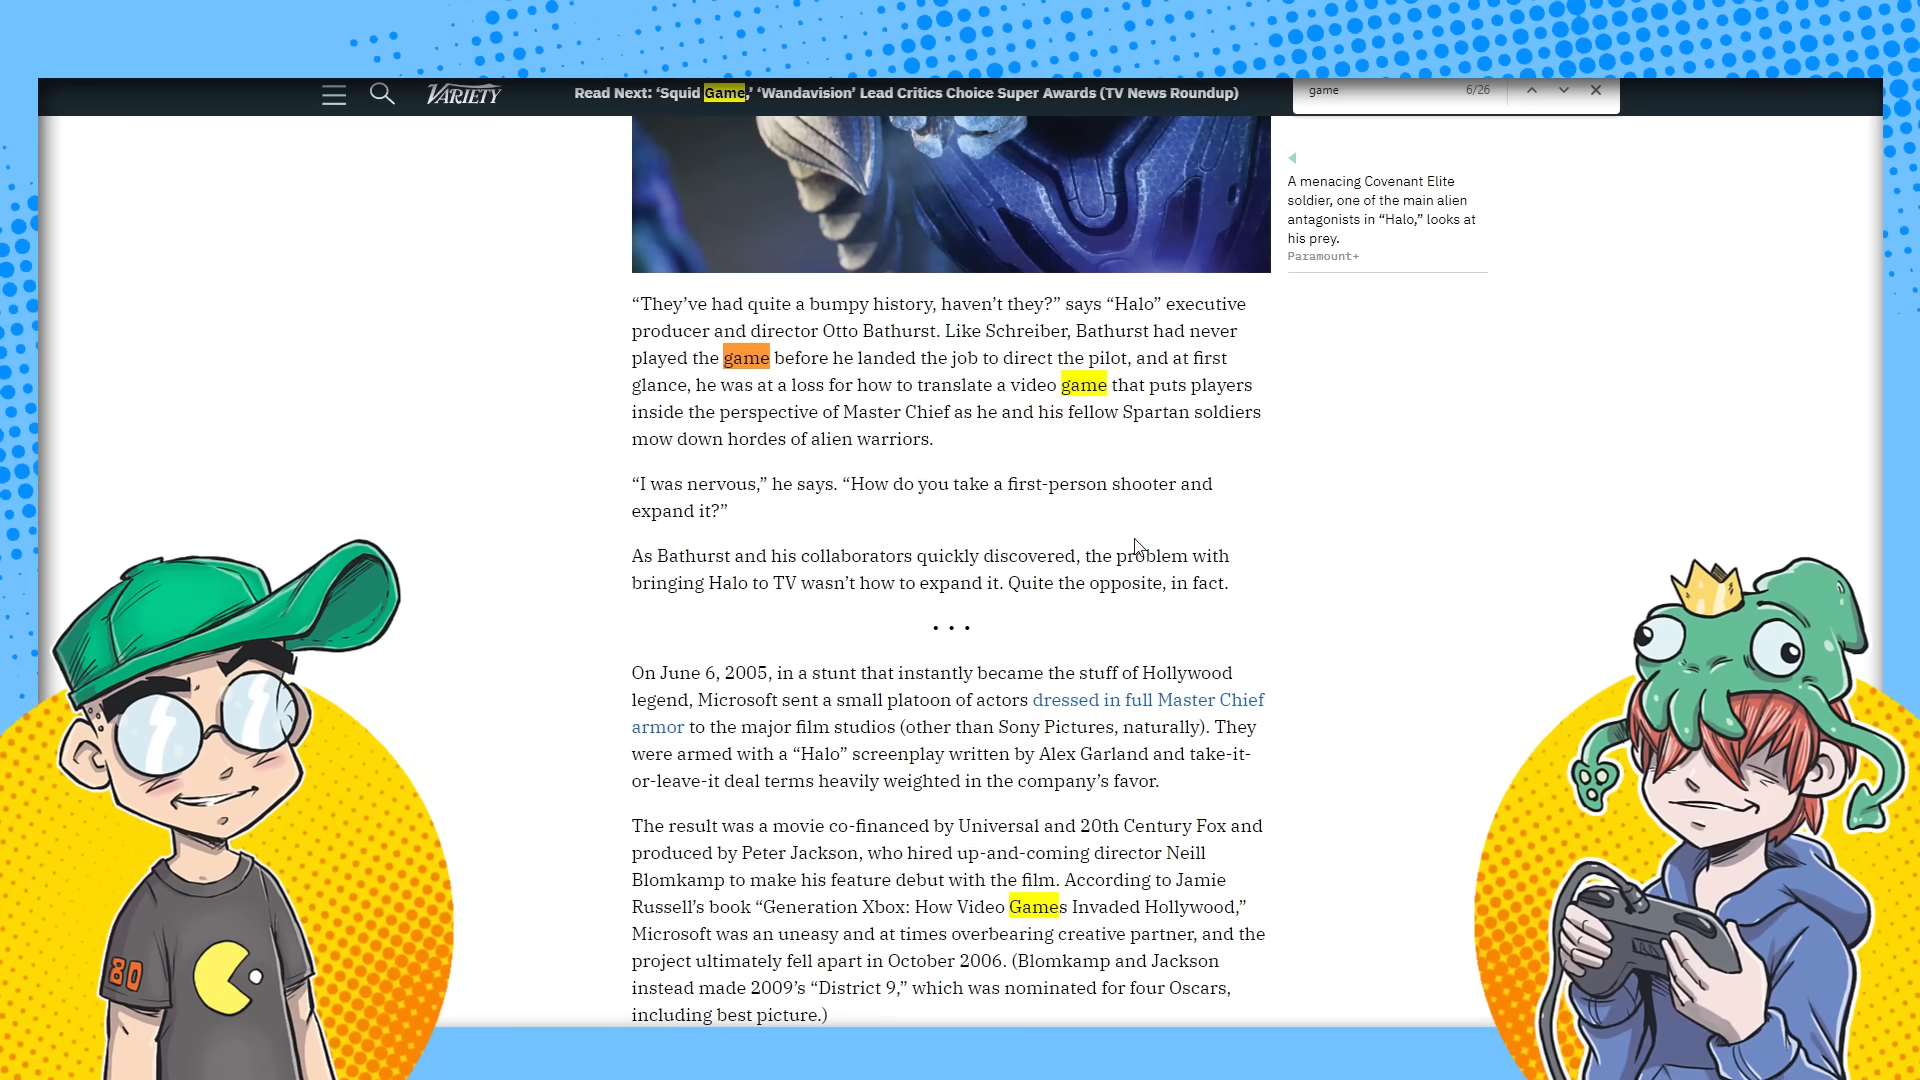 VARIETY
Read Next: ‘Squid Game,’ ‘Wandavision’ Lead Critics Choice Super Awards (TV News Roundup)
game 6/26
A menacing Covenant Elite
soldier, one of the main alien
antagonists in “Halo,” looks at
his prey.
Paramount+
“They’ve had quite a bumpy history, haven’t they?” says “Halo” executive
producer and director Otto Bathurst. Like Schreiber, Bathurst had never
played the game before he landed the job to direct the pilot, and at first
glance, he was at a loss for how to translate a video game that puts players
inside the perspective of Master Chief as he and his fellow Spartan soldiers
mow down hordes of alien warriors.
“I was nervous,” he says. “How do you take a first-person shooter and
expand it?”
As Bathurst and his collaborators quickly discovered, the problem with
bringing Halo to TV wasn’t how to expand it. Quite the opposite, in fact.
• • •
On June 6, 2005, in a stunt that instantly became the stuff of Hollywood
legend, Microsoft sent a small platoon of actors dressed in full Master Chief
armor to the major film studios (other than Sony Pictures, naturally). They
were armed with a “Halo” screenplay written by Alex Garland and take-it-
or-leave-it deal terms heavily weighted in the company’s favor.
The result was a movie co-financed by Universal and 20th Century Fox and
produced by Peter Jackson, who hired up-and-coming director Neill
Blomkamp to make his feature debut with the film. According to Jamie
Russell’s book “Generation Xbox: How Video Games Invaded Hollywood,”
Microsoft was an uneasy and at times overbearing creative partner, and the
project ultimately fell apart in October 2006. (Blomkamp and Jackson
instead made 2009’s “District 9,” which was nominated for four Oscars,
including best picture.)
80